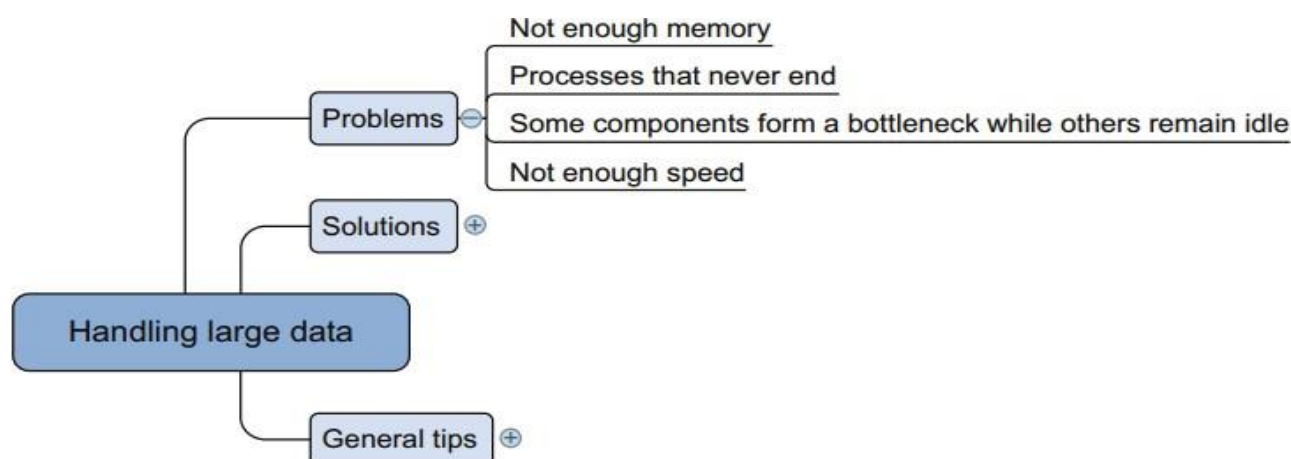 Not enough memory
Processes that never end
Problems
Some components form a bottleneck while others remain idle
Not enough speed
Solutions
Handling large data
General tips